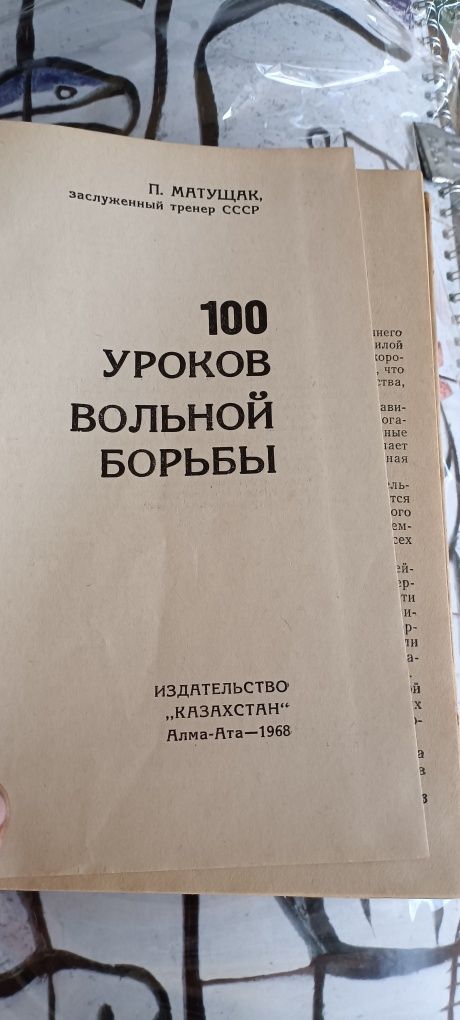 П. МАТУЩАК,
заслуженный тренер СССР
100
УРОКОВ
ВОЛЬНОЙ
БОРЬБЫ
ИЗДАТЕЛЬСТВО
„КАЗАХСТАН“
Алма-Ата—1968